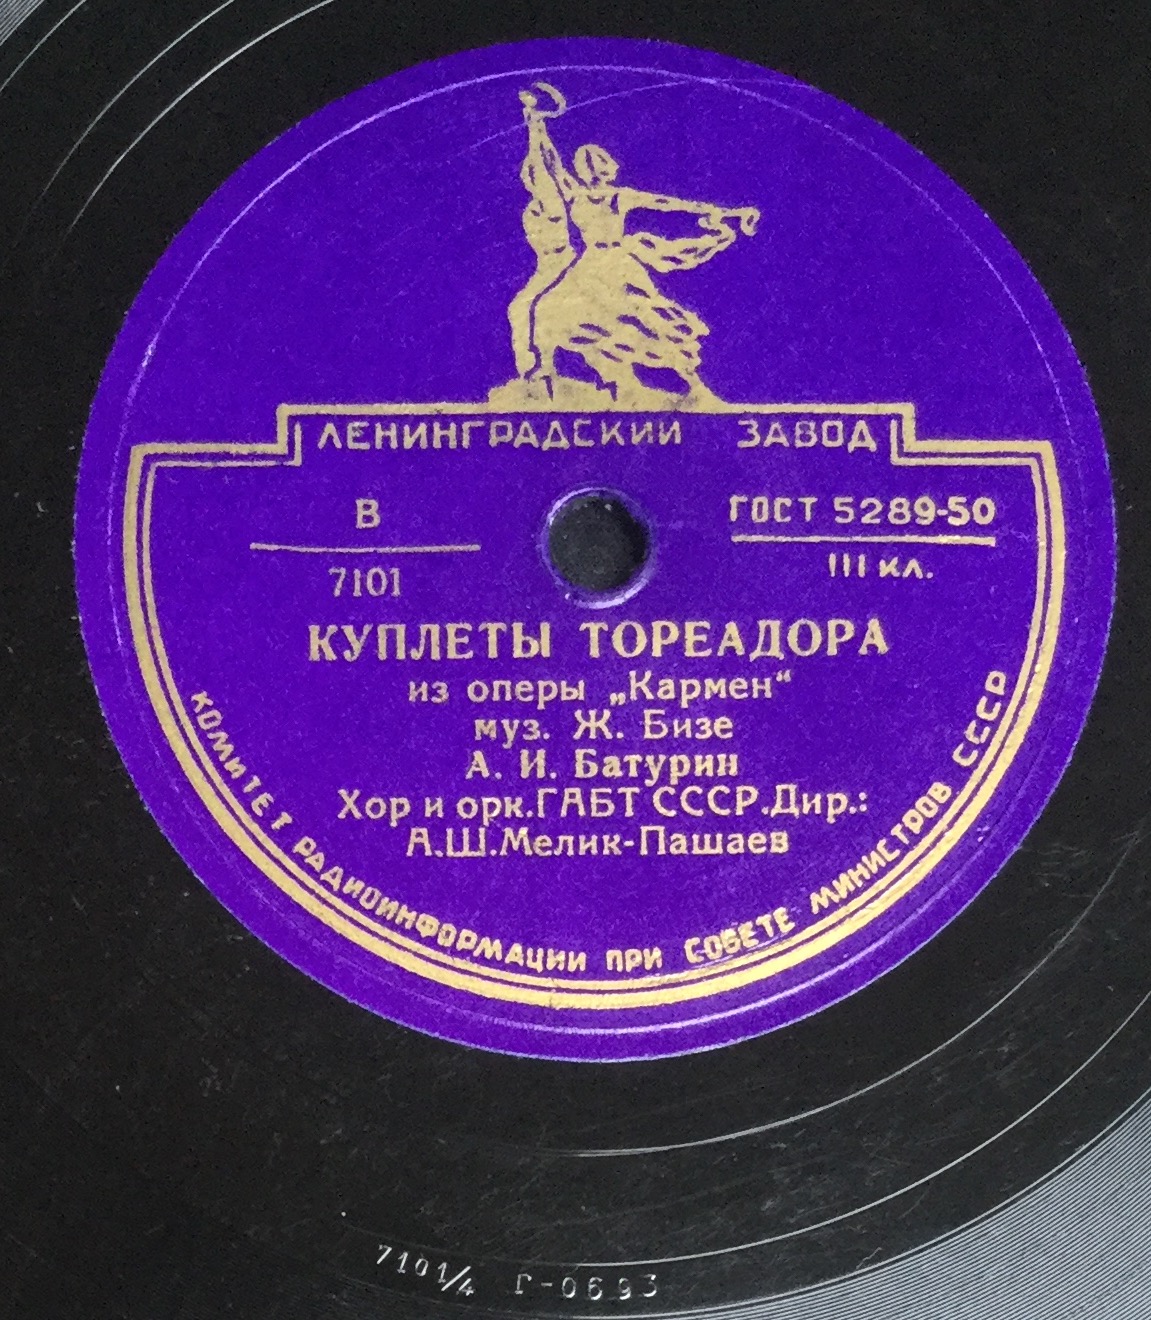 ЛЕНИНГРАДСКИЙ ЗАВОД
В
7101
ГОСТ 5289-50
III кл.
КУПЛЕТЫ ТОРЕАДОРА
из оперы „Кармен“
муз. Ж. Бизе
А. И. Батурин
Хор и орк.ГАБТ СССР.Дир.:
А.Ш.Мелик-Пашаев
КОМИТЕТ РАДИОИНФОРМАЦИИ ПРИ СОВЕТЕ МИНИСТРОВ СССР
7101/4 Г-0693